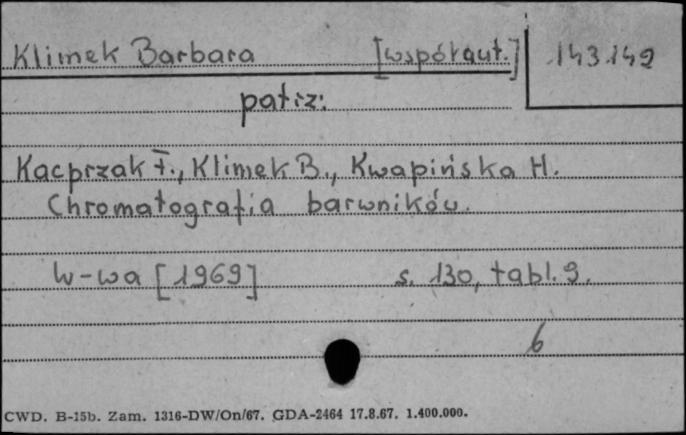 Klimek Barbara [współaut.] 143.149
patrz:
Kacprzak F., Klimek B., Kwapińska H.
Chromatografia barwników.
W-wa [1969] s. 130, tabl. 9.
6
CWD. B-15b. Zam. 1316-DW/On/67. GDA-2464 17.8.67. 1.400.000.